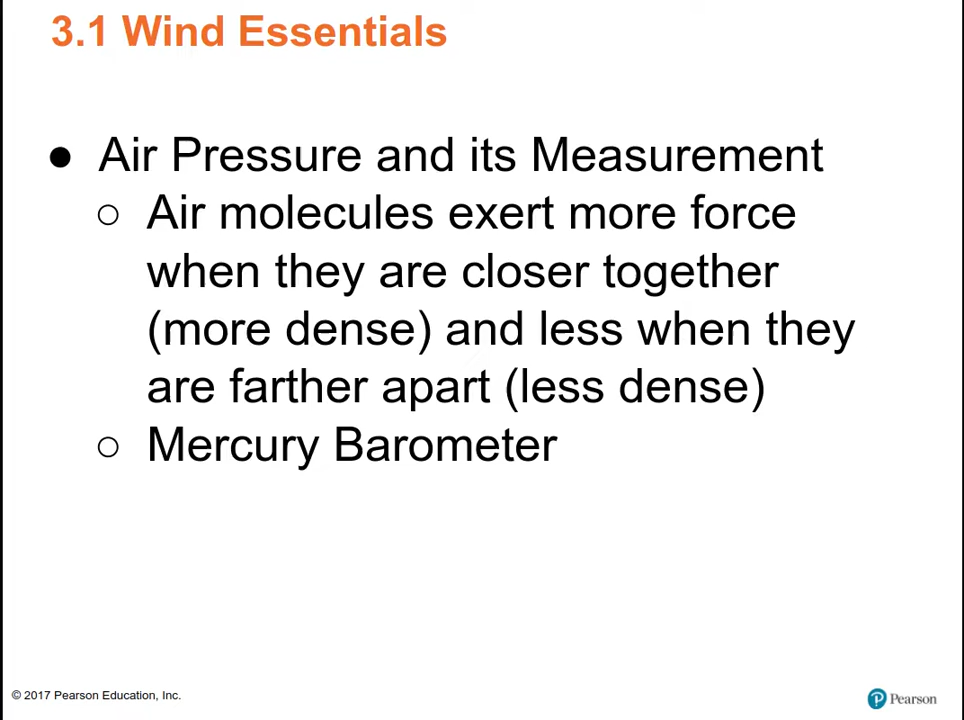 3.1 Wind Essentials
● Air Pressure and its Measurement
○ Air molecules exert more force
when they are closer together
(more dense) and less when they
are farther apart (less dense)
○ Mercury Barometer
© 2017 Pearson Education, Inc.
Pearson